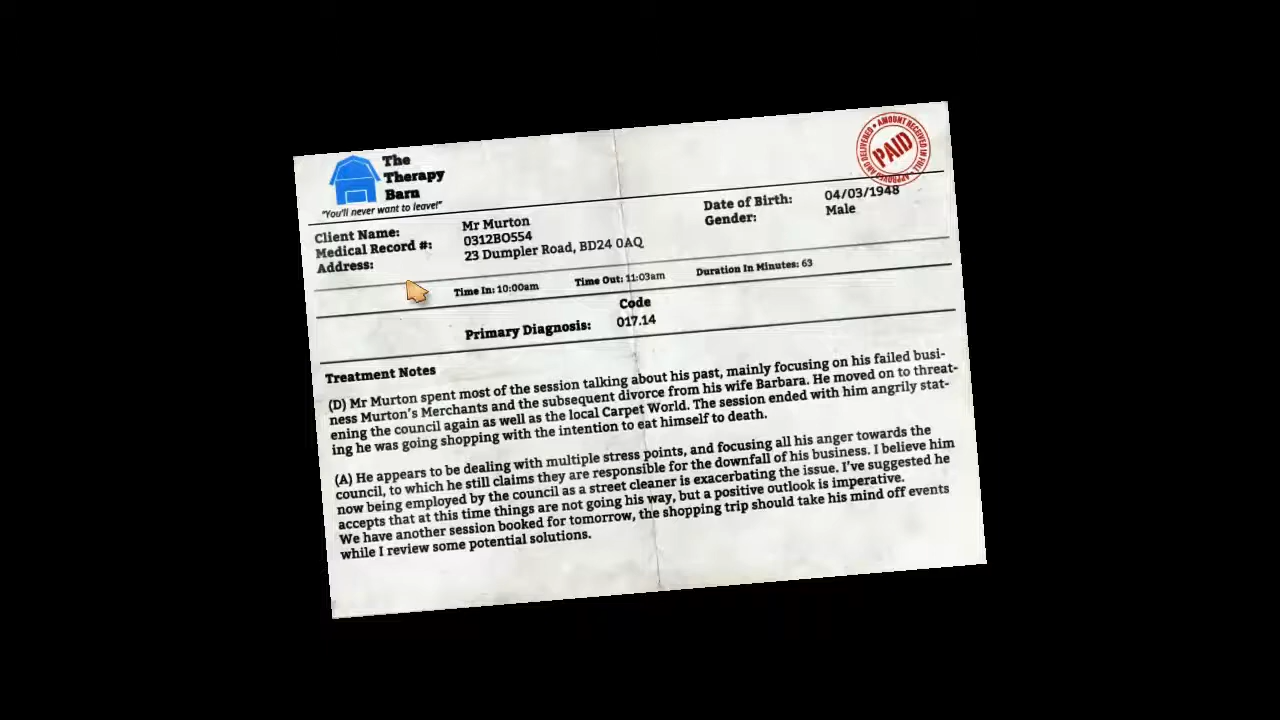 The
Therapy
Barn
"You'll never want to leave!"
AMOUNT RECEIVED IN FULL • APPROVED AND DELIVERED •
PAID
Client Name: Mr Murton
Medical Record #: 0312BO554
Address: 23 Dumpler Road, BD24 0AQ
Date of Birth: 04/03/1948
Gender: Male
Time In: 10:00am Time Out: 11:03am Duration In Minutes: 63
Code
Primary Diagnosis: 017.14
Treatment Notes
(D) Mr Murton spent most of the session talking about his past, mainly focusing on his failed busi-
ness Murton's Merchants and the subsequent divorce from his wife Barbara. He moved on to threat-
ening the council again as well as the local Carpet World. The session ended with him angrily stat-
ing he was going shopping with the intention to eat himself to death.
(A) He appears to be dealing with multiple stress points, and focusing all his anger towards the
council, to which he still claims they are responsible for the downfall of his business. I believe him
now being employed by the council as a street cleaner is exacerbating the issue. I've suggested he
accepts that at this time things are not going his way, but a positive outlook is imperative.
We have another session booked for tomorrow, the shopping trip should take his mind off events
while I review some potential solutions.